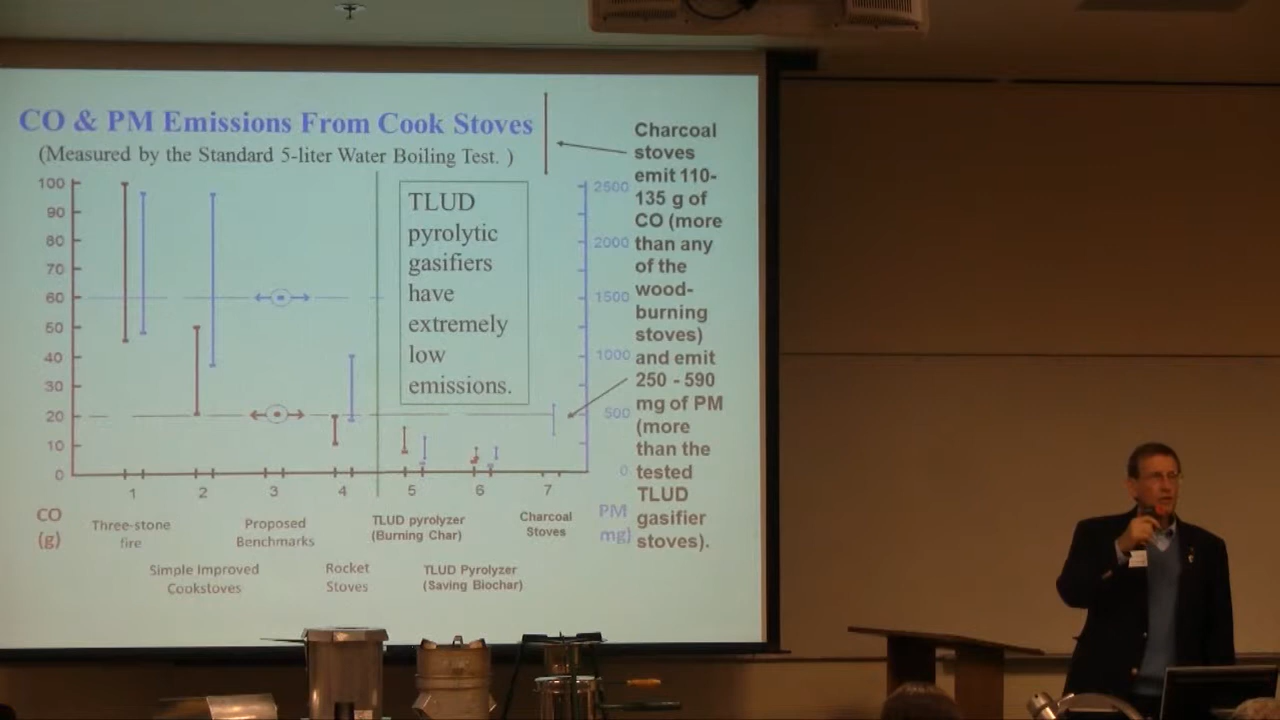 CO & PM Emissions From Cook Stoves
(Measured by the Standard 5-liter Water Boiling Test. )
100
90
80
70
60
50
40
30
20
10
0
TLUD
pyrolytic
gasifiers
have
extremely
low
emissions.
2500
2000
1500
1000
500
0
Charcoal
stoves
emit 110-
135 g of
CO (more
than any
of the
wood-
burning
stoves)
and emit
250 - 590
mg of PM
(more
than the
tested
TLUD
gasifier
stoves).
1 2 3 4 5 6 7
CO
(g)
Three-stone
fire
Simple Improved
Cookstoves
Proposed
Benchmarks
Rocket
Stoves
TLUD pyrolyzer
(Burning Char)
TLUD Pyrolyzer
(Saving Biochar)
Charcoal
Stoves
PM
mg)